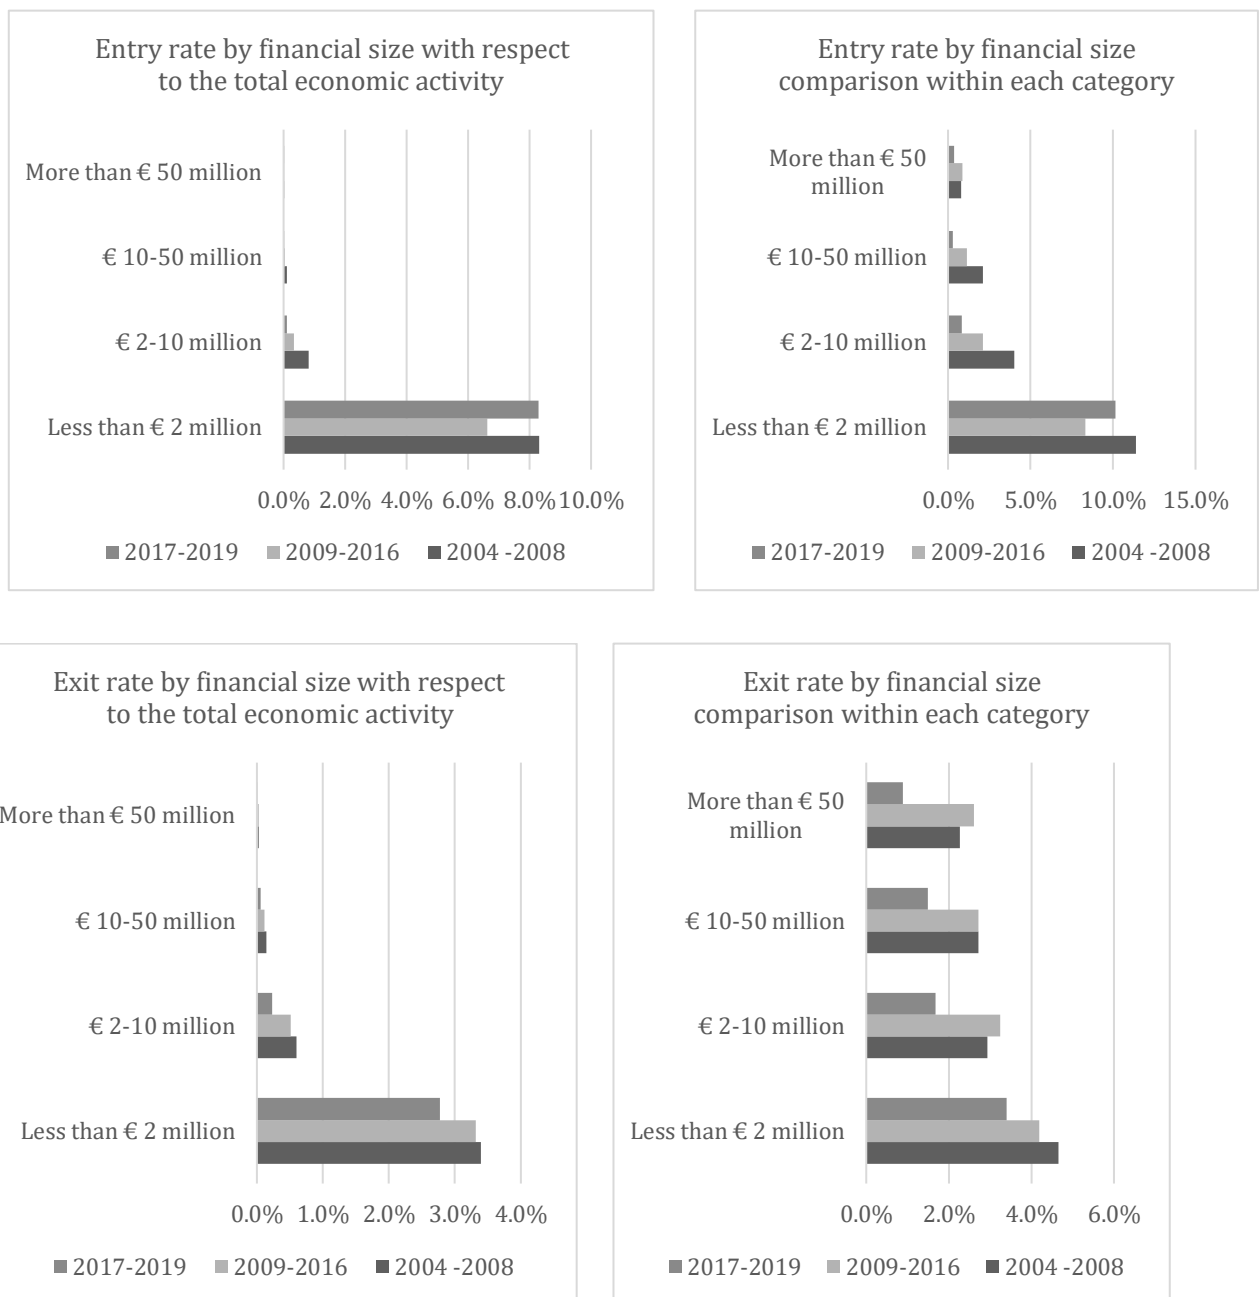 Entry rate by financial size with respect
to the total economic activity
More than € 50 million
€ 10-50 million
€ 2-10 million
Less than € 2 million
0.0% 2.0% 4.0% 6.0% 8.0% 10.0%
2017-2019 2009-2016 2004 -2008
Entry rate by financial size
comparison within each category
More than € 50
million
€ 10-50 million
€ 2-10 million
Less than € 2 million
0.0% 5.0% 10.0% 15.0%
2017-2019 2009-2016 2004 -2008
Exit rate by financial size with respect
to the total economic activity
More than € 50 million
€ 10-50 million
€ 2-10 million
Less than € 2 million
0.0% 1.0% 2.0% 3.0% 4.0%
2017-2019 2009-2016 2004 -2008
Exit rate by financial size
comparison within each category
More than € 50
million
€ 10-50 million
€ 2-10 million
Less than € 2 million
0.0% 2.0% 4.0% 6.0%
2017-2019 2009-2016 2004 -2008